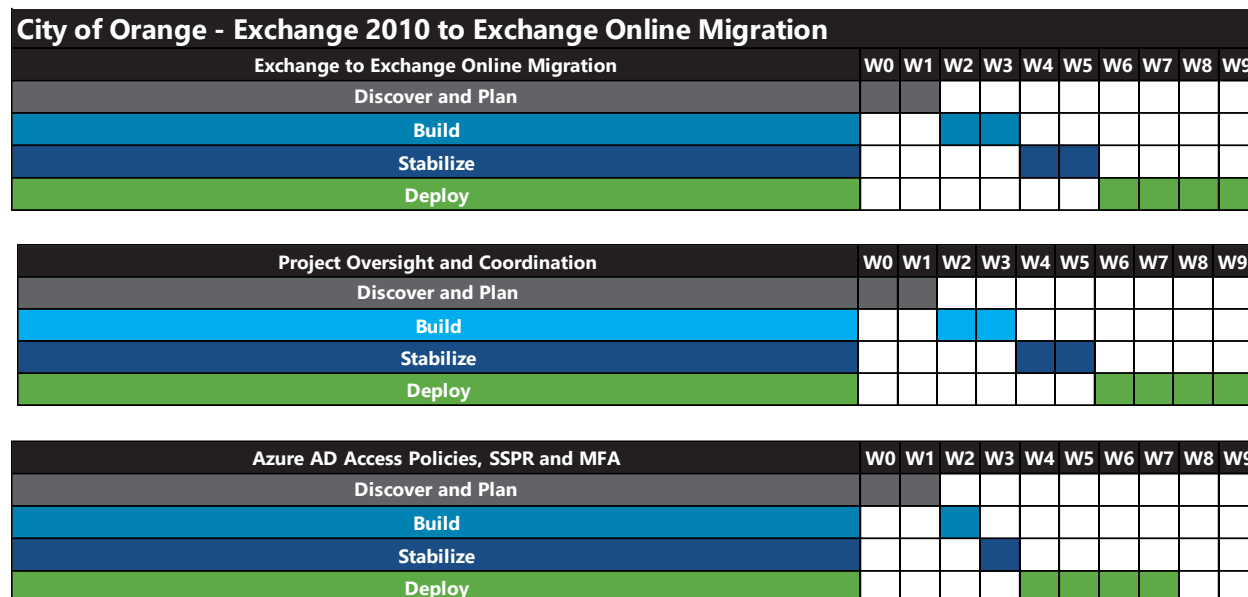 City of Orange - Exchange 2010 to Exchange Online Migration
Exchange to Exchange Online Migration W0 W1 W2 W3 W4 W5 W6 W7 W8 W9
Discover and Plan
Build
Stabilize
Deploy
Project Oversight and Coordination W0 W1 W2 W3 W4 W5 W6 W7 W8 W9
Discover and Plan
Build
Stabilize
Deploy
Azure AD Access Policies, SSPR and MFA W0 W1 W2 W3 W4 W5 W6 W7 W8 W9
Discover and Plan
Build
Stabilize
Deploy